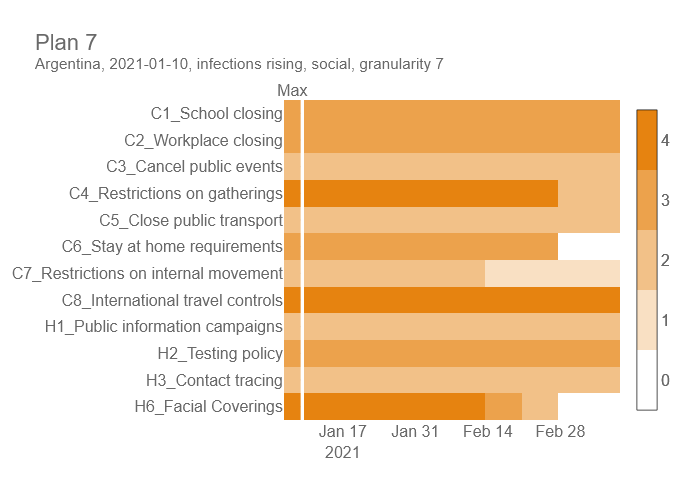 Plan 7
Argentina, 2021-01-10, infections rising, social, granularity 7
Max
C1_School closing
C2_Workplace closing
C3_Cancel public events
C4_Restrictions on gatherings
C5_Close public transport
C6_Stay at home requirements
C7_Restrictions on internal movement
C8_International travel controls
H1_Public information campaigns
H2_Testing policy
H3_Contact tracing
H6_Facial Coverings
4
3
2
1
0
Jan 17 Jan 31 Feb 14 Feb 28
2021